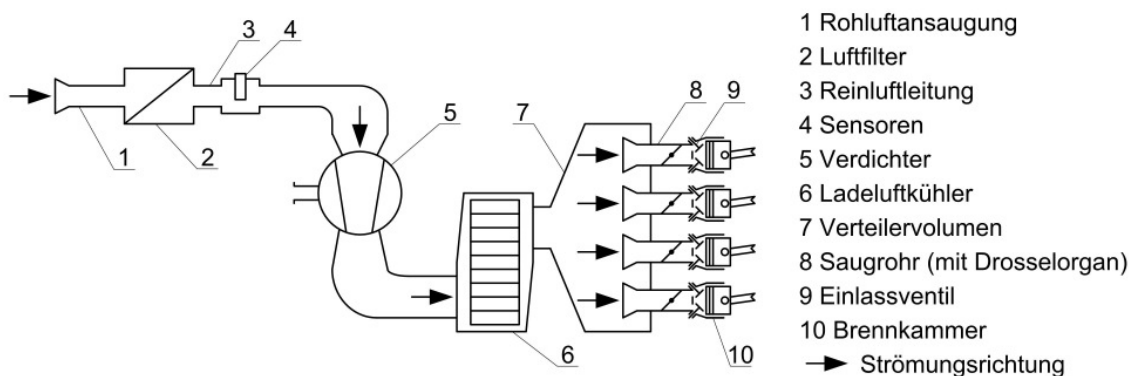 3
4
1
2
5
7
8
9
6
10
1 Rohluftansaugung
2 Luftfilter
3 Reinluftleitung
4 Sensoren
5 Verdichter
6 Ladeluftkühler
7 Verteilervolumen
8 Saugrohr (mit Drosselorgan)
9 Einlassventil
10 Brennkammer
Strömungsrichtung